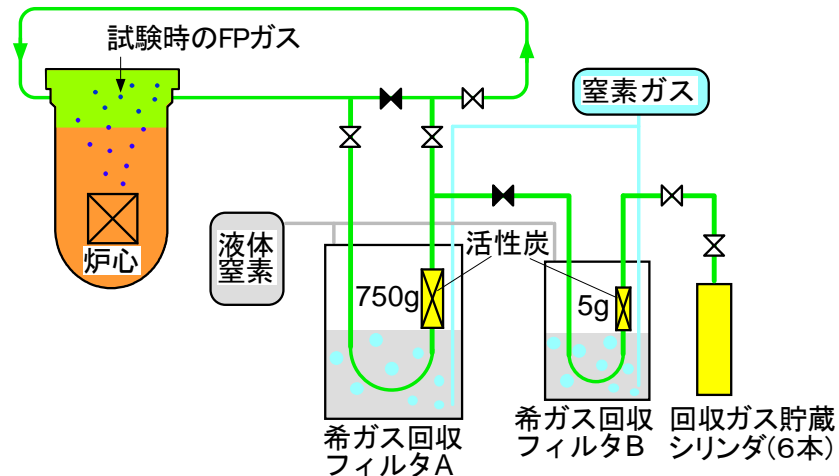 試験時のFPガス
窒素ガス
炉心
液体
窒素
活性炭
750g
5g
希ガス回収
フィルタA
希ガス回収
フィルタB
回収ガス貯蔵
シリンダ(6本)